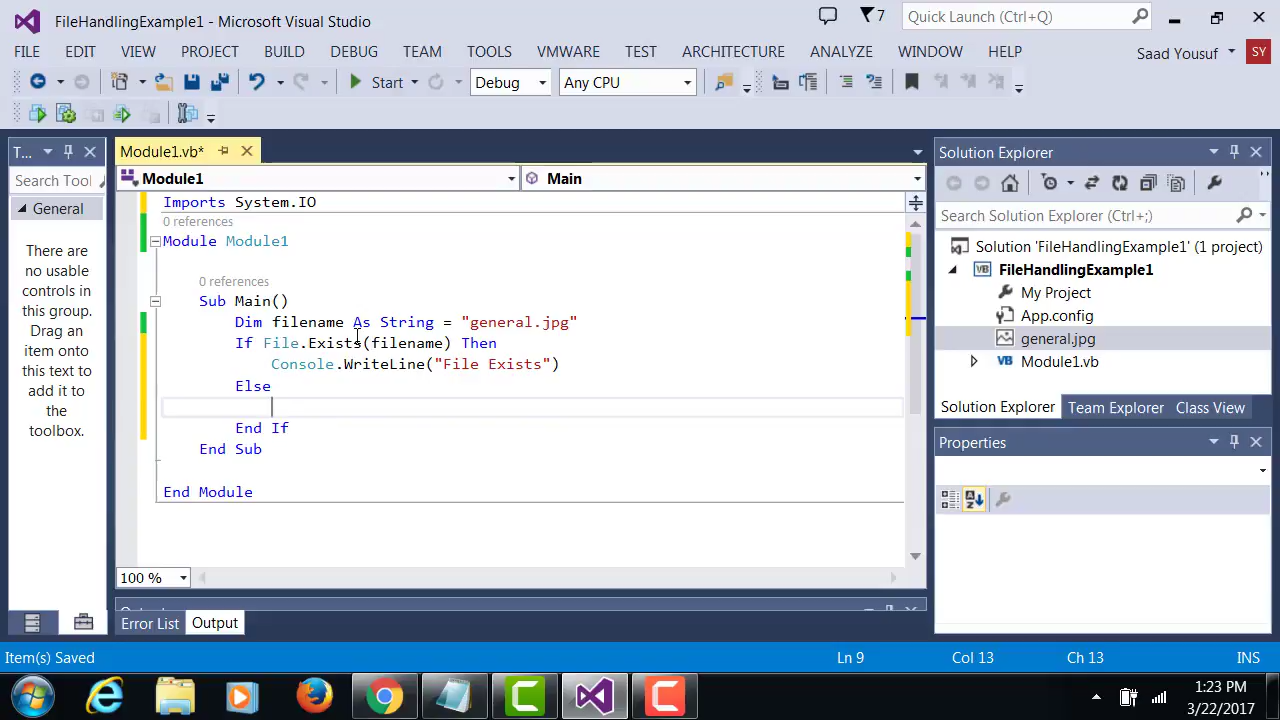 FileHandlingExample1 - Microsoft Visual Studio
7
Quick Launch (Ctrl+Q)
FILE EDIT VIEW PROJECT BUILD DEBUG TEAM TOOLS VMWARE TEST ARCHITECTURE ANALYZE WINDOW HELP
Saad Yousuf SY
Start Debug Any CPU
T...
Search Tool
General
There are
no usable
controls in
this group.
Drag an
item onto
this text to
add it to
the
toolbox.
Module1.vb*
Module1 Main
Imports System.IO
0 references
Module Module1
0 references
Sub Main()
Dim filename As String = "general.jpg"
If File.Exists(filename) Then
Console.WriteLine("File Exists")
Else
End If
End Sub
End Module
100 %
Error List Output
Solution Explorer
Search Solution Explorer (Ctrl+;)
Solution 'FileHandlingExample1' (1 project)
VB FileHandlingExample1
My Project
App.config
general.jpg
VB Module1.vb
Solution Explorer Team Explorer Class View
Properties
Item(s) Saved Ln 9 Col 13 Ch 13 INS
1:23 PM
3/22/2017